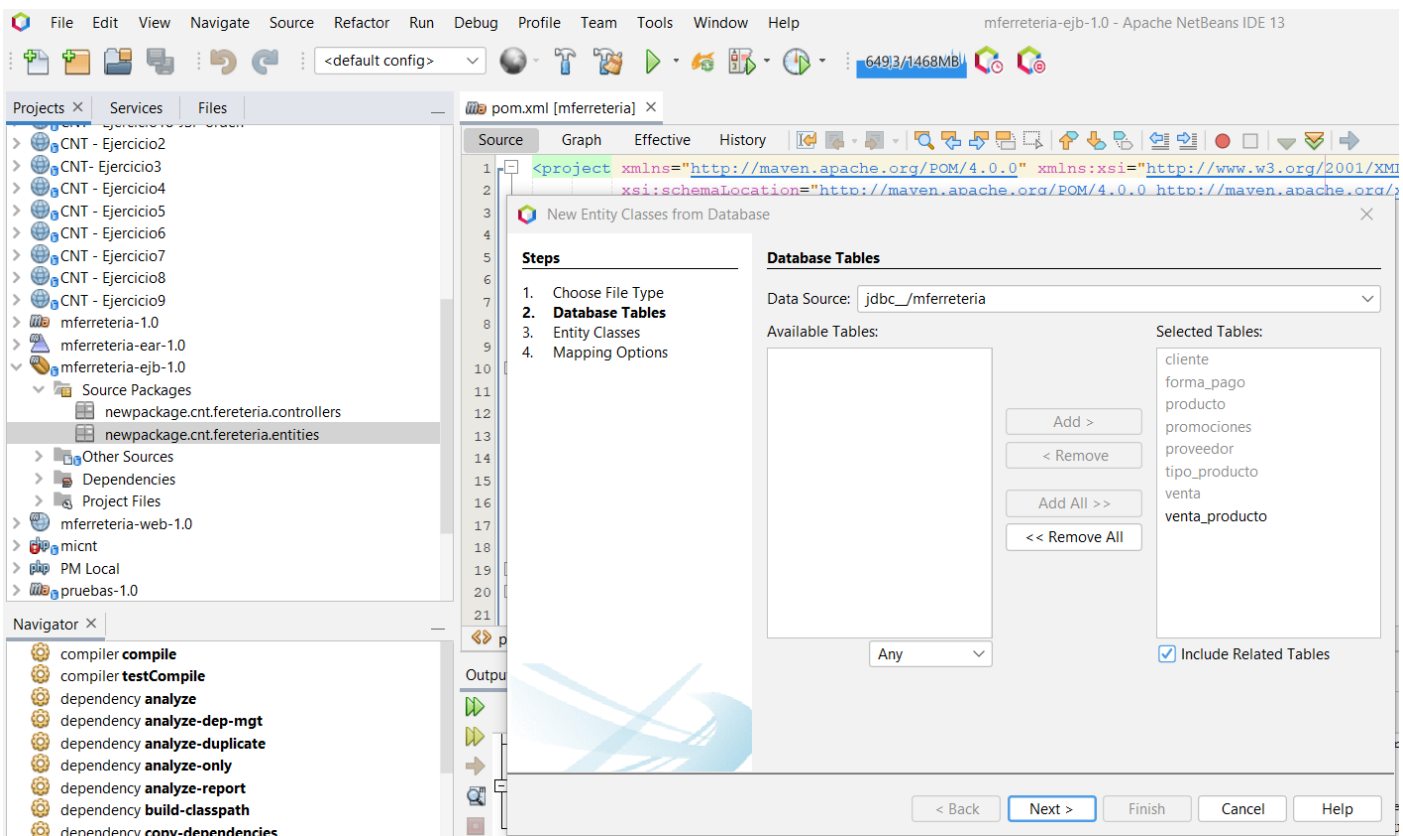 File Edit View Navigate Source Refactor Run Debug Profile Team Tools Window Help mferreteria-ejb-1.0 - Apache NetBeans IDE 13
<default config> 649,3/1468MB
Projects Services Files
CNT - Ejercicio2
CNT- Ejercicio3
CNT - Ejercicio4
CNT - Ejercicio5
CNT - Ejercicio6
CNT - Ejercicio7
CNT - Ejercicio8
CNT - Ejercicio9
mferreteria-1.0
mferreteria-ear-1.0
mferreteria-ejb-1.0
Source Packages
newpackage.cnt.fereteria.controllers
newpackage.cnt.fereteria.entities
Other Sources
Dependencies
Project Files
mferreteria-web-1.0
micnt
PM Local
pruebas-1.0
Navigator
compiler compile
compiler testCompile
dependency analyze
dependency analyze-dep-mgt
dependency analyze-duplicate
dependency analyze-only
dependency analyze-report
dependency build-classpath
dependency copy-dependencies
pom.xml [mferreteria]
Source Graph Effective History
1 <project xmlns="http://maven.apache.org/POM/4.0.0" xmlns:xsi="http://www.w3.org/2001/XMl
2 xsi:schemaLocation="http://maven.apache.org/POM/4.0.0 http://maven.apache.org/x
3
4
5
6
7
8
9
10
11
12
13
14
15
16
17
18
19
20
21
Outpu
New Entity Classes from Database
Steps
1. Choose File Type
2. Database Tables
3. Entity Classes
4. Mapping Options
Database Tables
Data Source: jdbc__/mferreteria
Available Tables:
Any
Add >
< Remove
Add All >>
<< Remove All
Selected Tables:
cliente
forma_pago
producto
promociones
proveedor
tipo_producto
venta
venta_producto
Include Related Tables
< Back Next > Finish Cancel Help